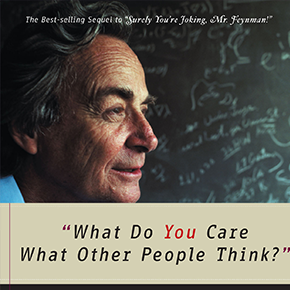 The Best-selling Sequel to "Surely You're Joking, Mr. Feynman!"
“What Do You Care
What Other People Think?”